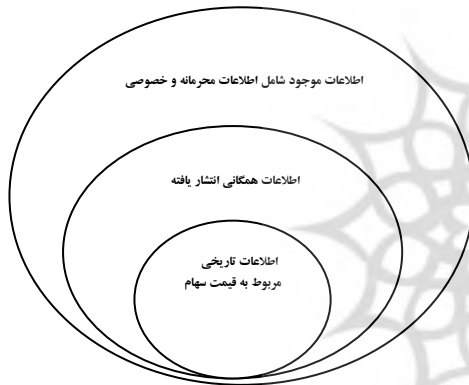 اطلاعات موجود شامل اطلاعات محرمانه و خصوصی
اطلاعات همگانی انتشار یافته
اطلاعات تاریخی
مربوط به قیمت سهام